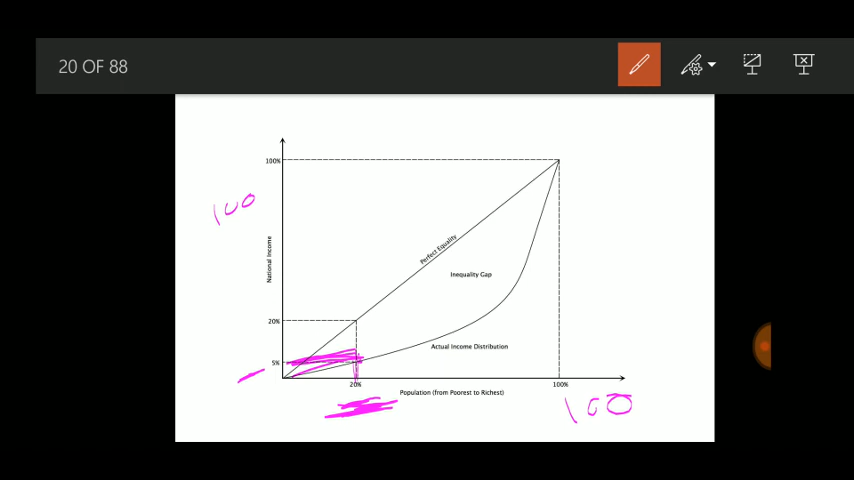 20 OF 88
100%
100
Perfect Equality
National Income
Inequality Gap
20%
Actual Income Distribution
5%
20%
100%
Population (from Poorest to Richest)
100